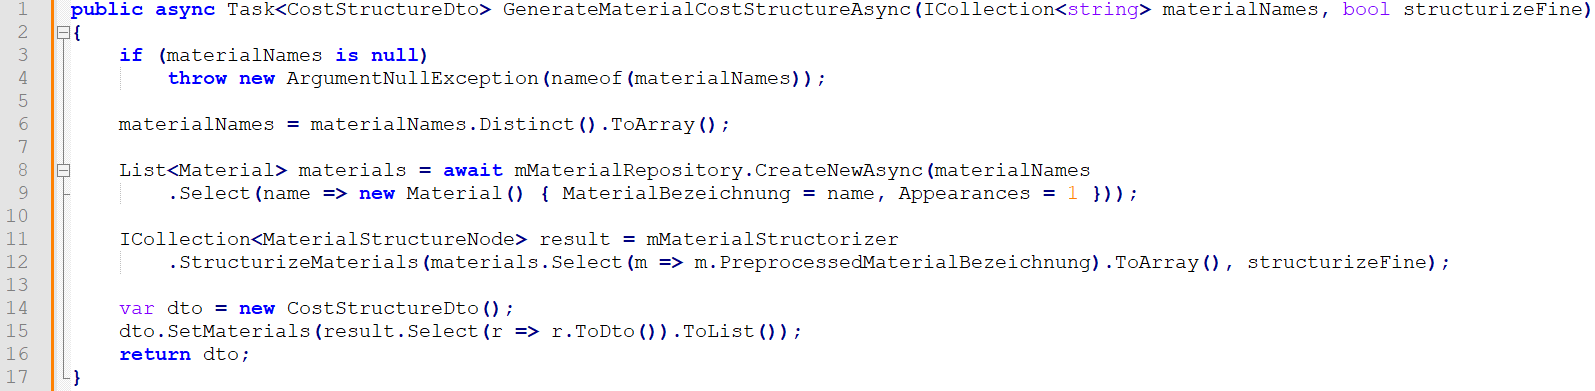 1 public async Task<CostStructureDto> GenerateMaterialCostStructureAsync(ICollection<string> materialNames, bool structurizeFine)
2 {
3     if (materialNames is null)
4         throw new ArgumentNullException(nameof(materialNames));
5
6     materialNames = materialNames.Distinct().ToArray();
7
8     List<Material> materials = await mMaterialRepository.CreateNewAsync(materialNames
9         .Select(name => new Material() { MaterialBezeichnung = name, Appearances = 1 }));
10
11     ICollection<MaterialStructureNode> result = mMaterialStructorizer
12         .StructurizeMaterials(materials.Select(m => m.PreprocessedMaterialBezeichnung).ToArray(), structurizeFine);
13
14     var dto = new CostStructureDto();
15     dto.SetMaterials(result.Select(r => r.ToDto()).ToList());
16     return dto;
17 }